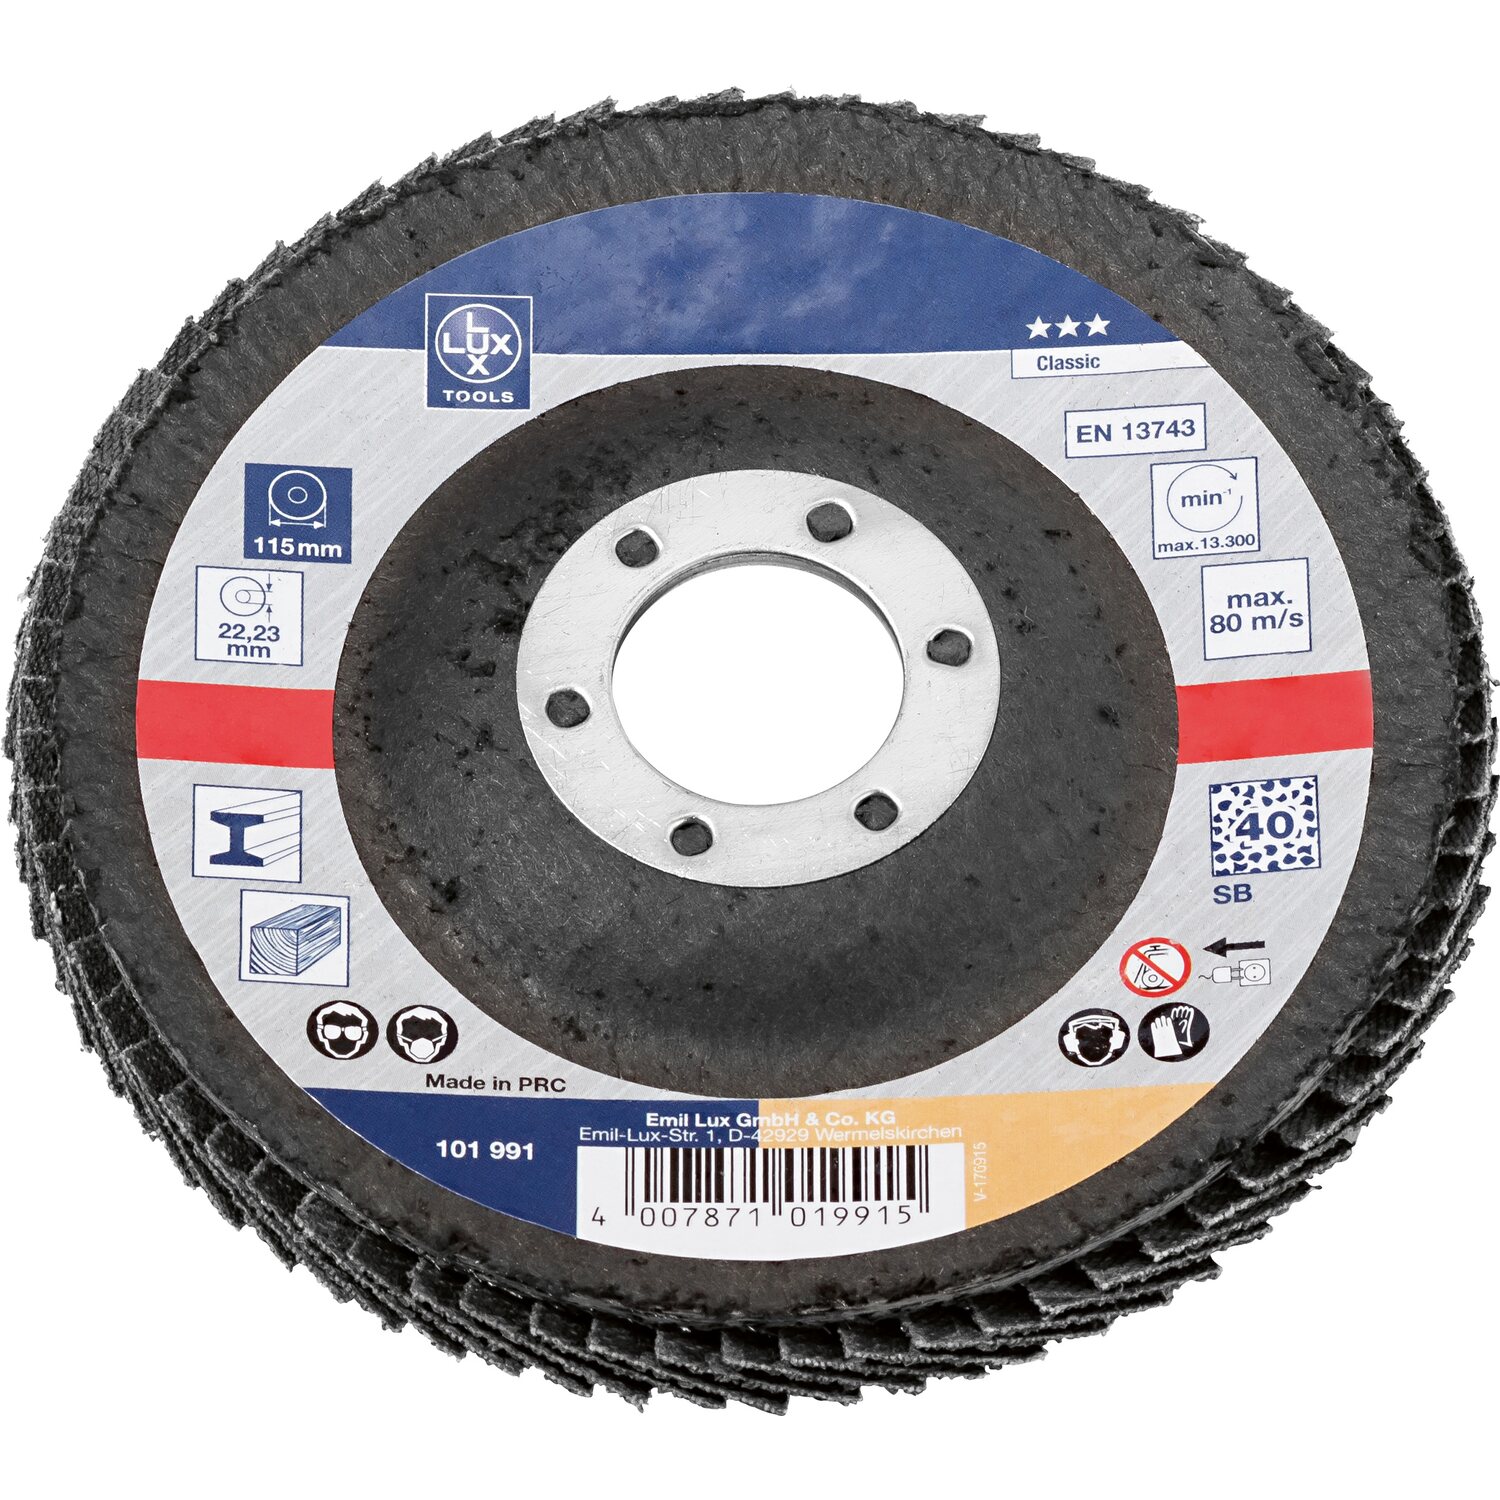 LUX
LUX
TOOLS
Classic
EN 13743
min⁻¹
max.13.300
max.
80 m/s
115mm
22,23
mm
40
SB
Made in PRC
101 991
Emil Lux GmbH & Co. KG
Emil-Lux-Str. 1, D-42929 Wermelskirchen
4 007871 019915